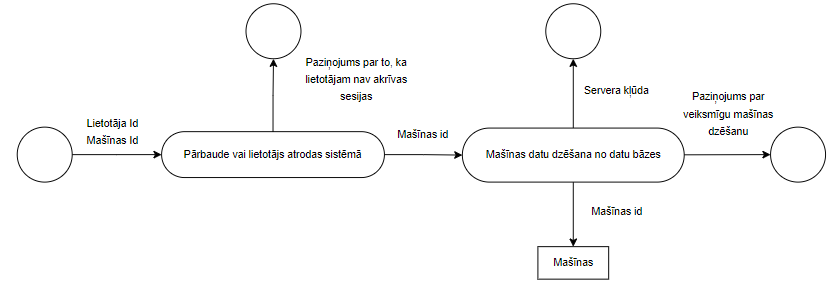 Paziņojums par to, ka
lietotājam nav akrīvas
sesijas
Servera kļūda
Paziņojums par
veiksmīgu mašīnas
dzēšanu
Lietotāja Id
Mašīnas Id
Pārbaude vai lietotājs atrodas sistēmā
Mašīnas id
Mašīnas datu dzēšana no datu bāzes
Mašīnas id
Mašīnas